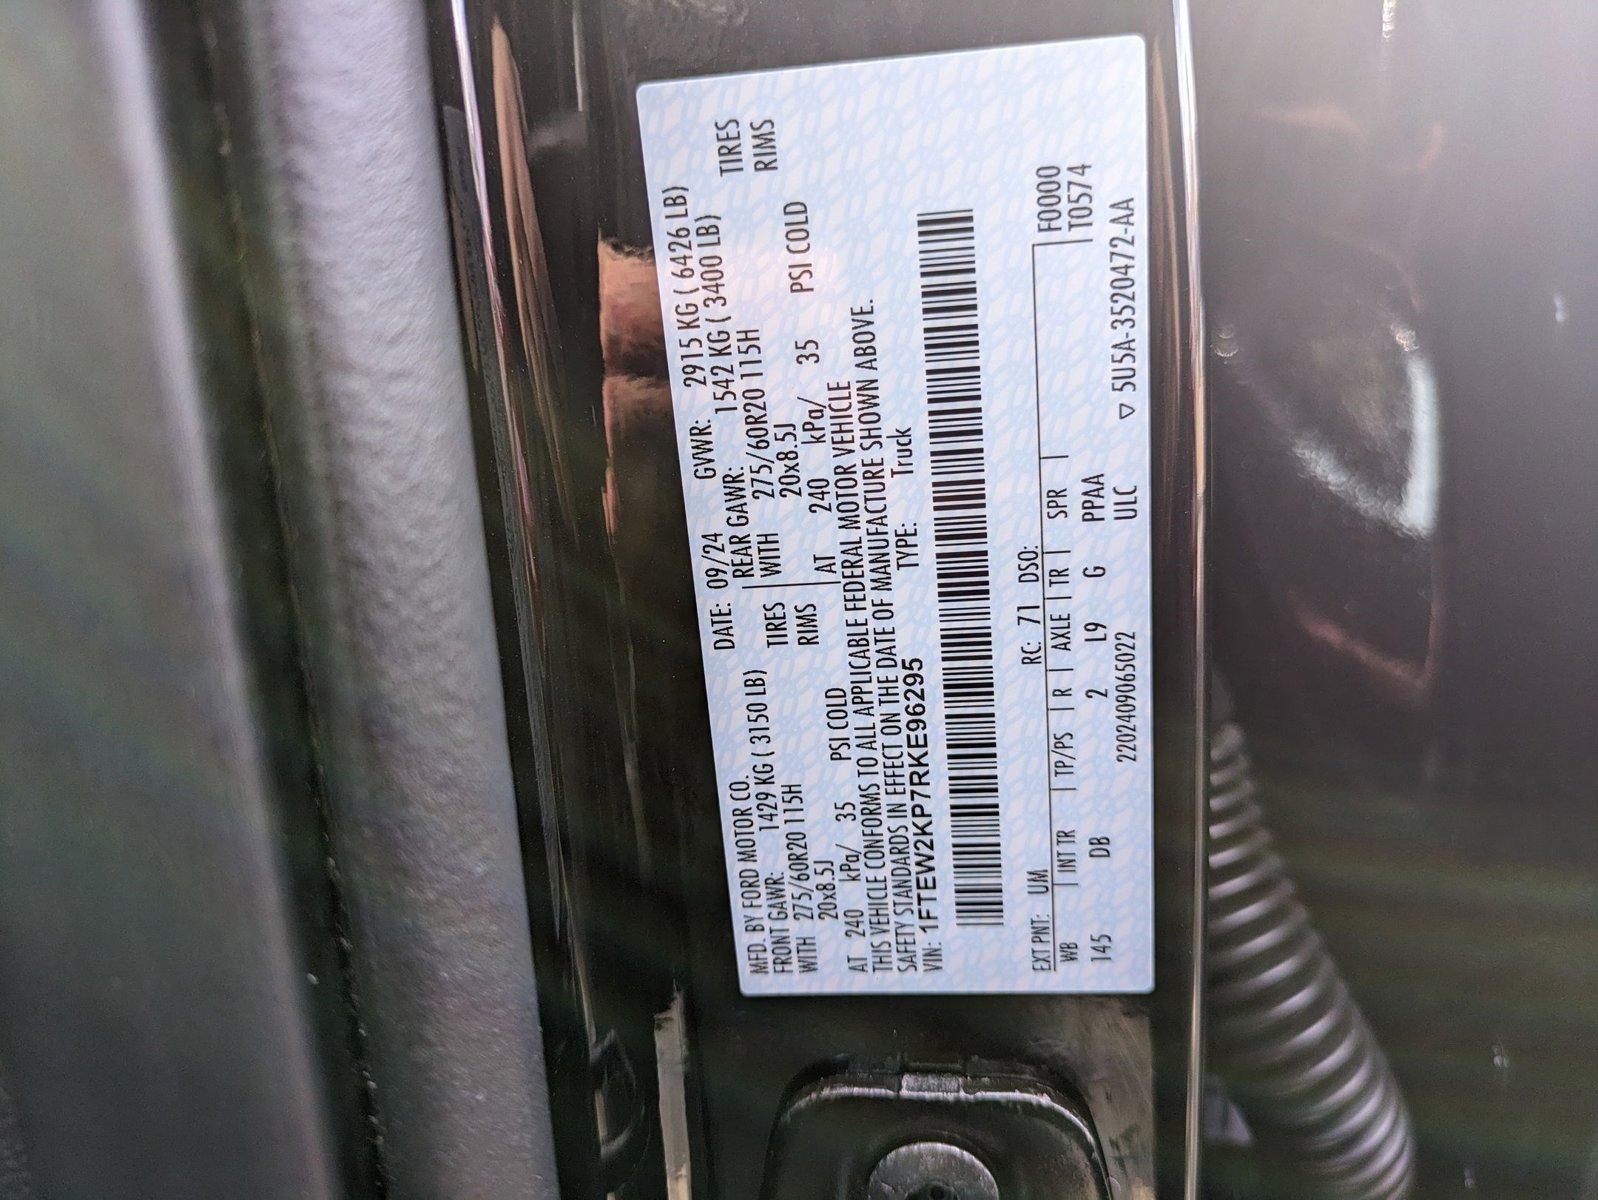 MFD. BY FORD MOTOR CO. DATE: 09/24 GVWR: 2915 KG ( 6426 LB)
FRONT GAWR: 1429 KG ( 3150 LB) REAR GAWR: 1542 KG ( 3400 LB)
WITH 275/60R20 115H TIRES WITH 275/60R20 115H TIRES
20x8.5J RIMS 20x8.5J RIMS
AT 240 kPa/ 35 PSI COLD AT 240 kPa/ 35 PSI COLD
THIS VEHICLE CONFORMS TO ALL APPLICABLE FEDERAL MOTOR VEHICLE
SAFETY STANDARDS IN EFFECT ON THE DATE OF MANUFACTURE SHOWN ABOVE.
VIN: 1FTEW2KP7RKE96295 TYPE: Truck
EXT PNT: UM RC: 71 DSO: F0000
WB INT TR TP/PS R AXLE TR SPR T0574
145 DB 2 L9 G PPAA
220240906502​2 ULC ▽ 5U5A-3520472-AA